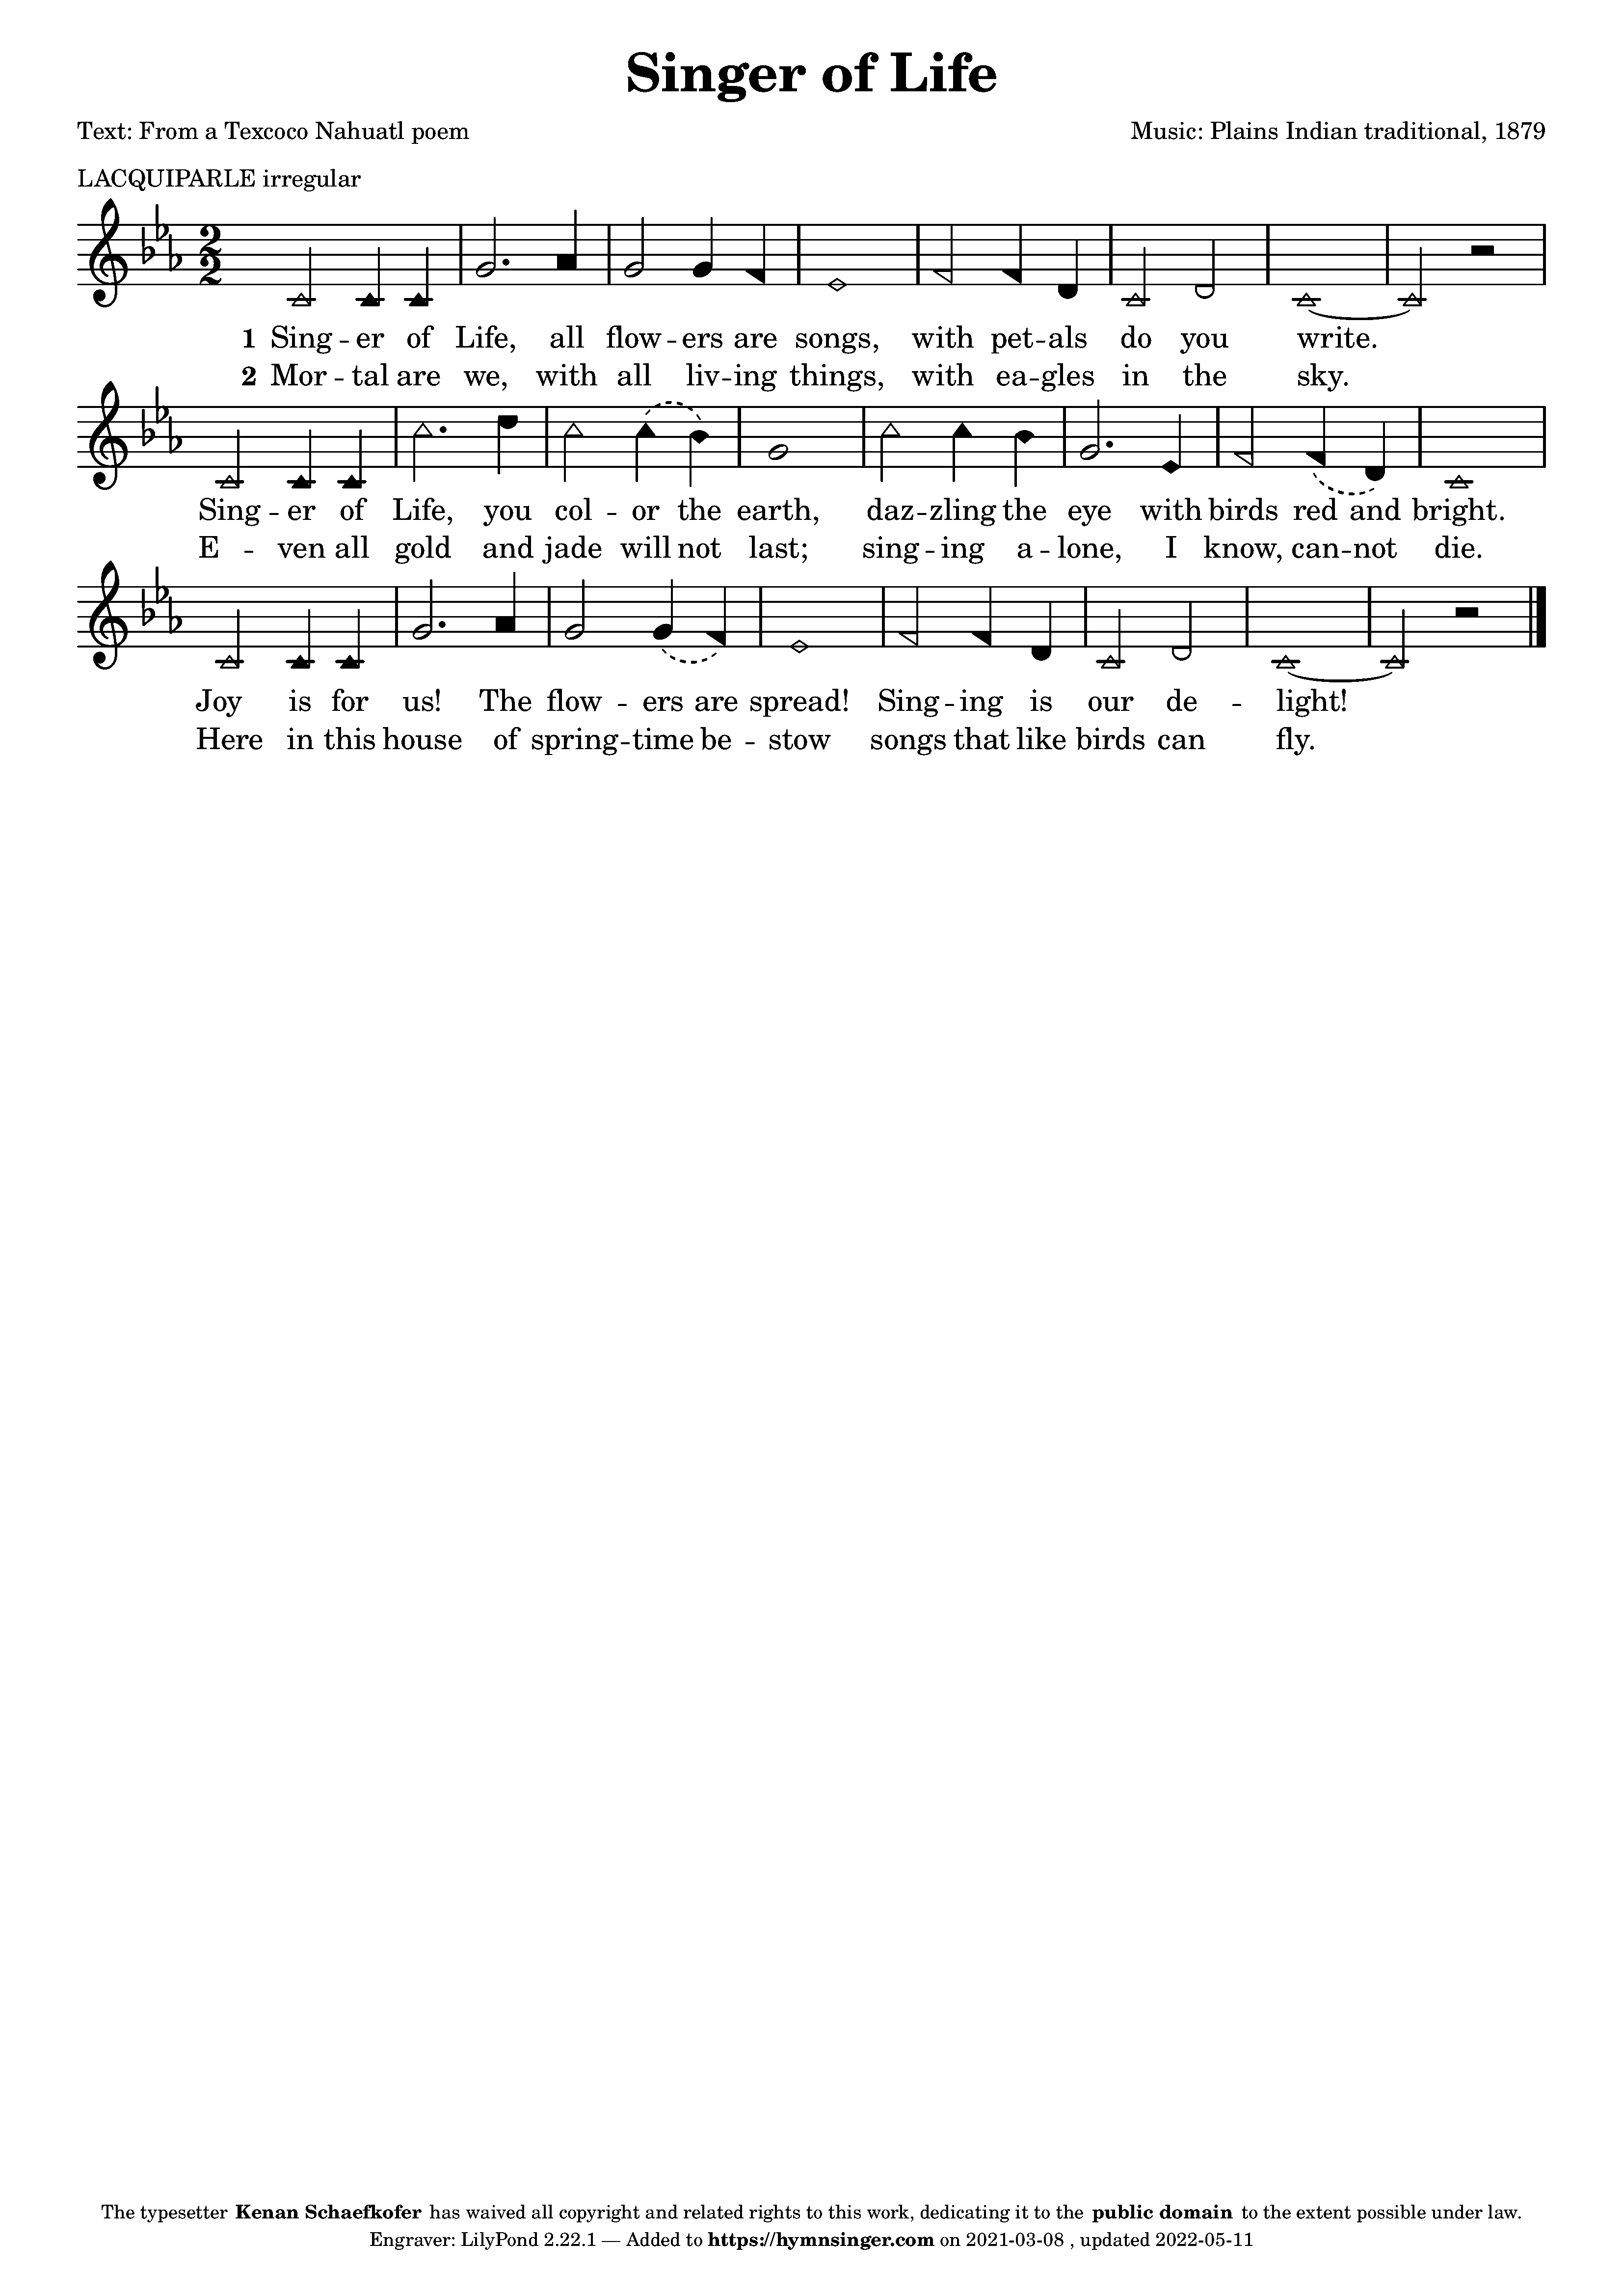 Singer of Life
Text: From a Texcoco Nahuatl poem
Music: Plains Indian traditional, 1879
LACQUIPARLE irregular
1 Sing -- er of Life, all flow -- ers are songs, with pet -- als do you write.
2 Mor -- tal are we, with all liv -- ing things, with ea -- gles in the sky.
Sing -- er of Life, you col -- or the earth, daz -- zling the eye with birds red and bright.
E -- ven all gold and jade will not last; sing -- ing a -- lone, I know, can -- not die.
Joy is for us! The flow -- ers are spread! Sing -- ing is our de -- light!
Here in this house of spring -- time be -- stow songs that like birds can fly.
The typesetter Kenan Schaefkofer has waived all copyright and related rights to this work, dedicating it to the public domain to the extent possible under law.
Engraver: LilyPond 2.22.1 — Added to https://hymnsinger.com on 2021-03-08 , updated 2022-05-11